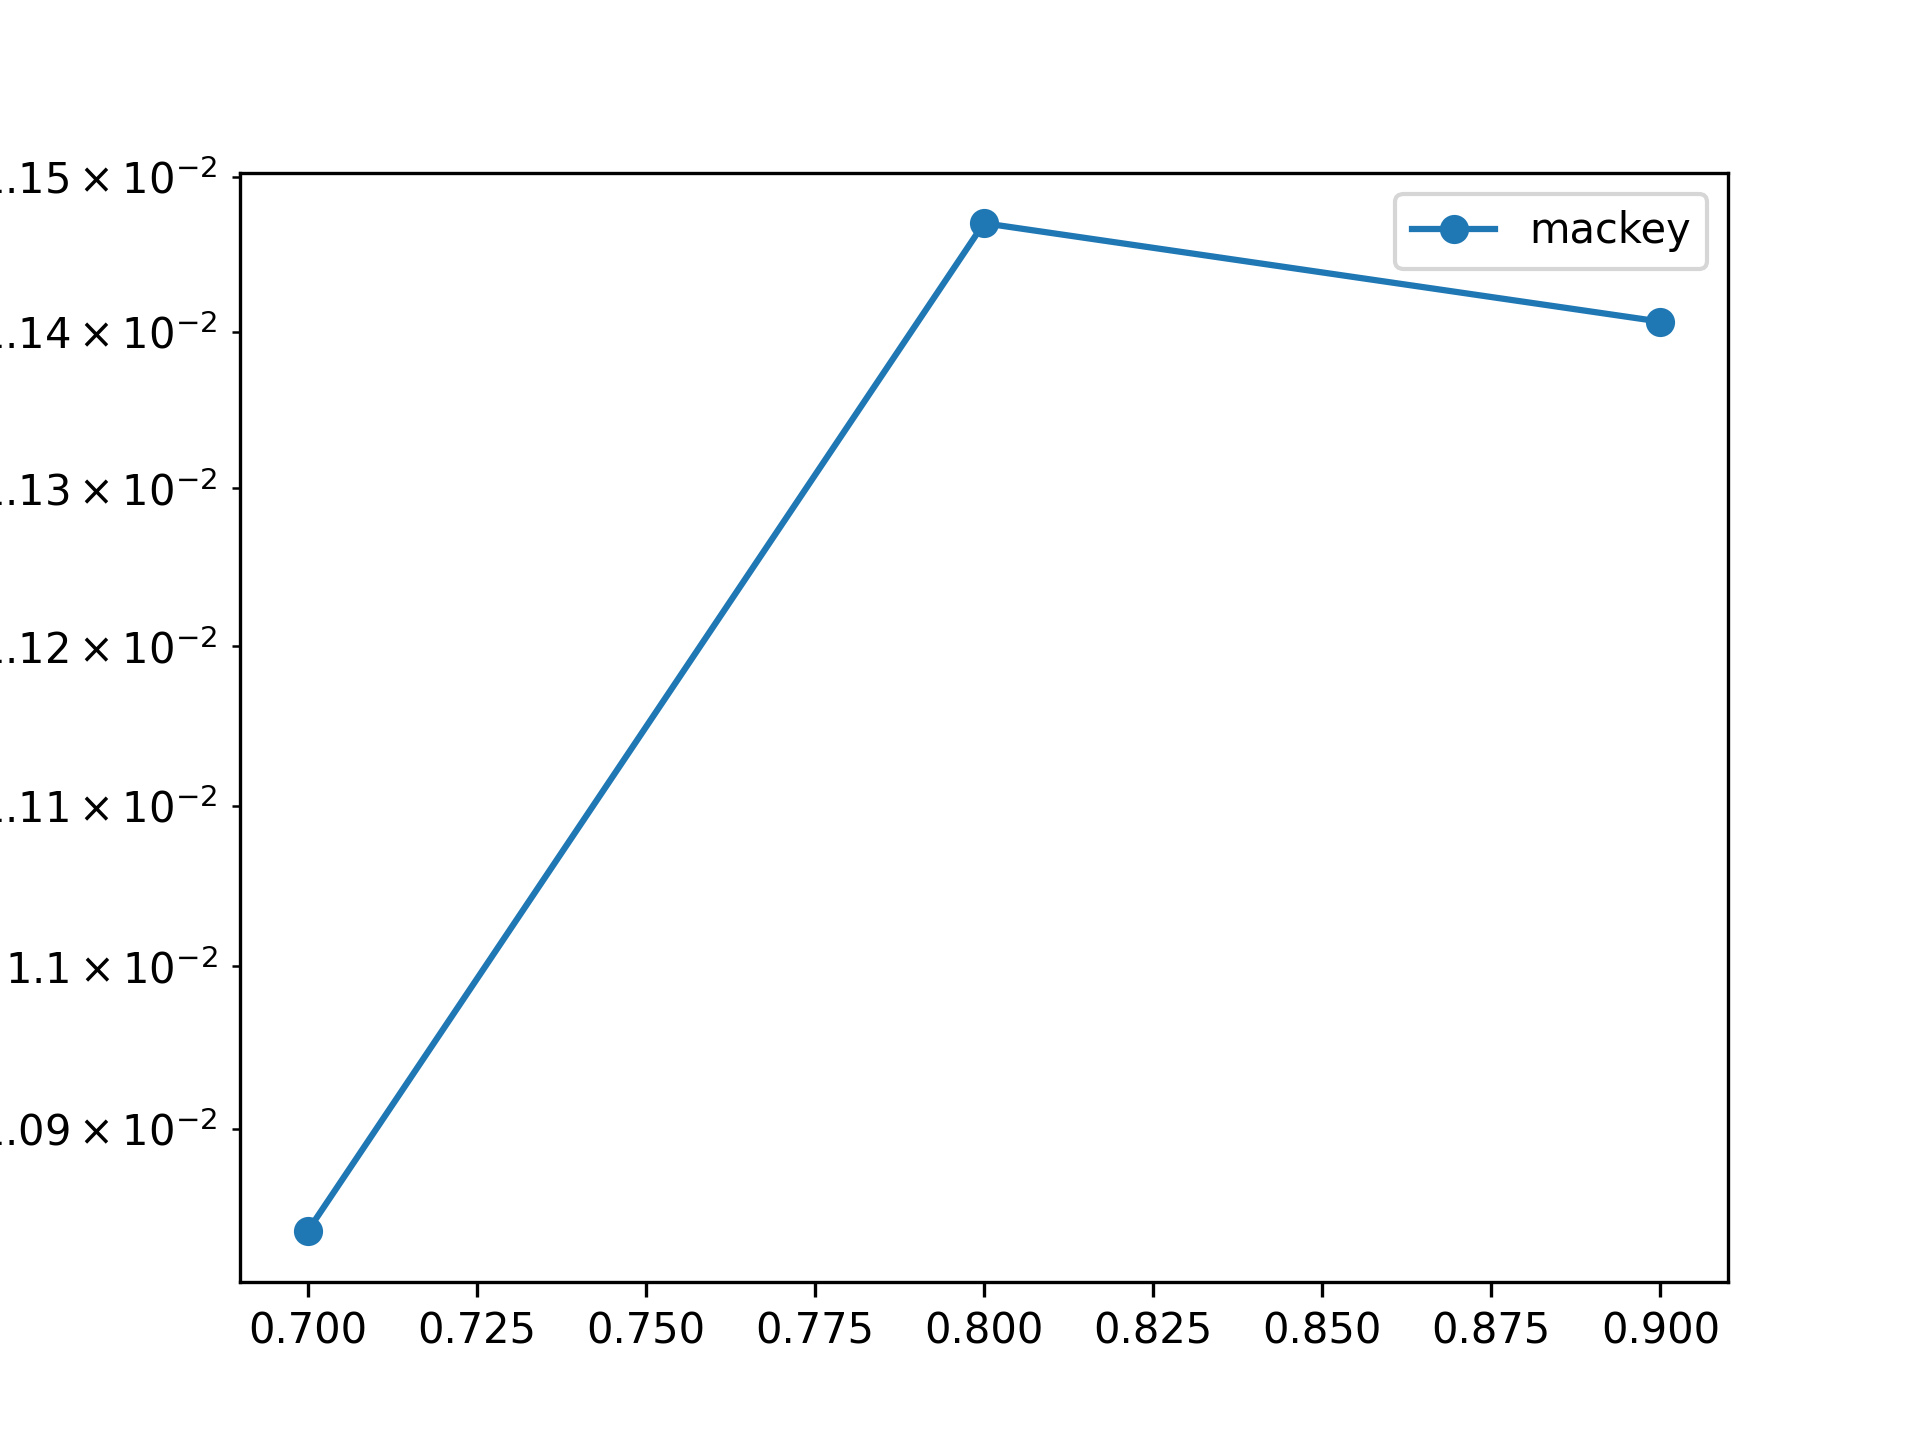 .15 × 10⁻²
mackey
.14 × 10⁻²
.13 × 10⁻²
.12 × 10⁻²
.11 × 10⁻²
1.1 × 10⁻²
.09 × 10⁻²
0.700 0.725 0.750 0.775 0.800 0.825 0.850 0.875 0.900